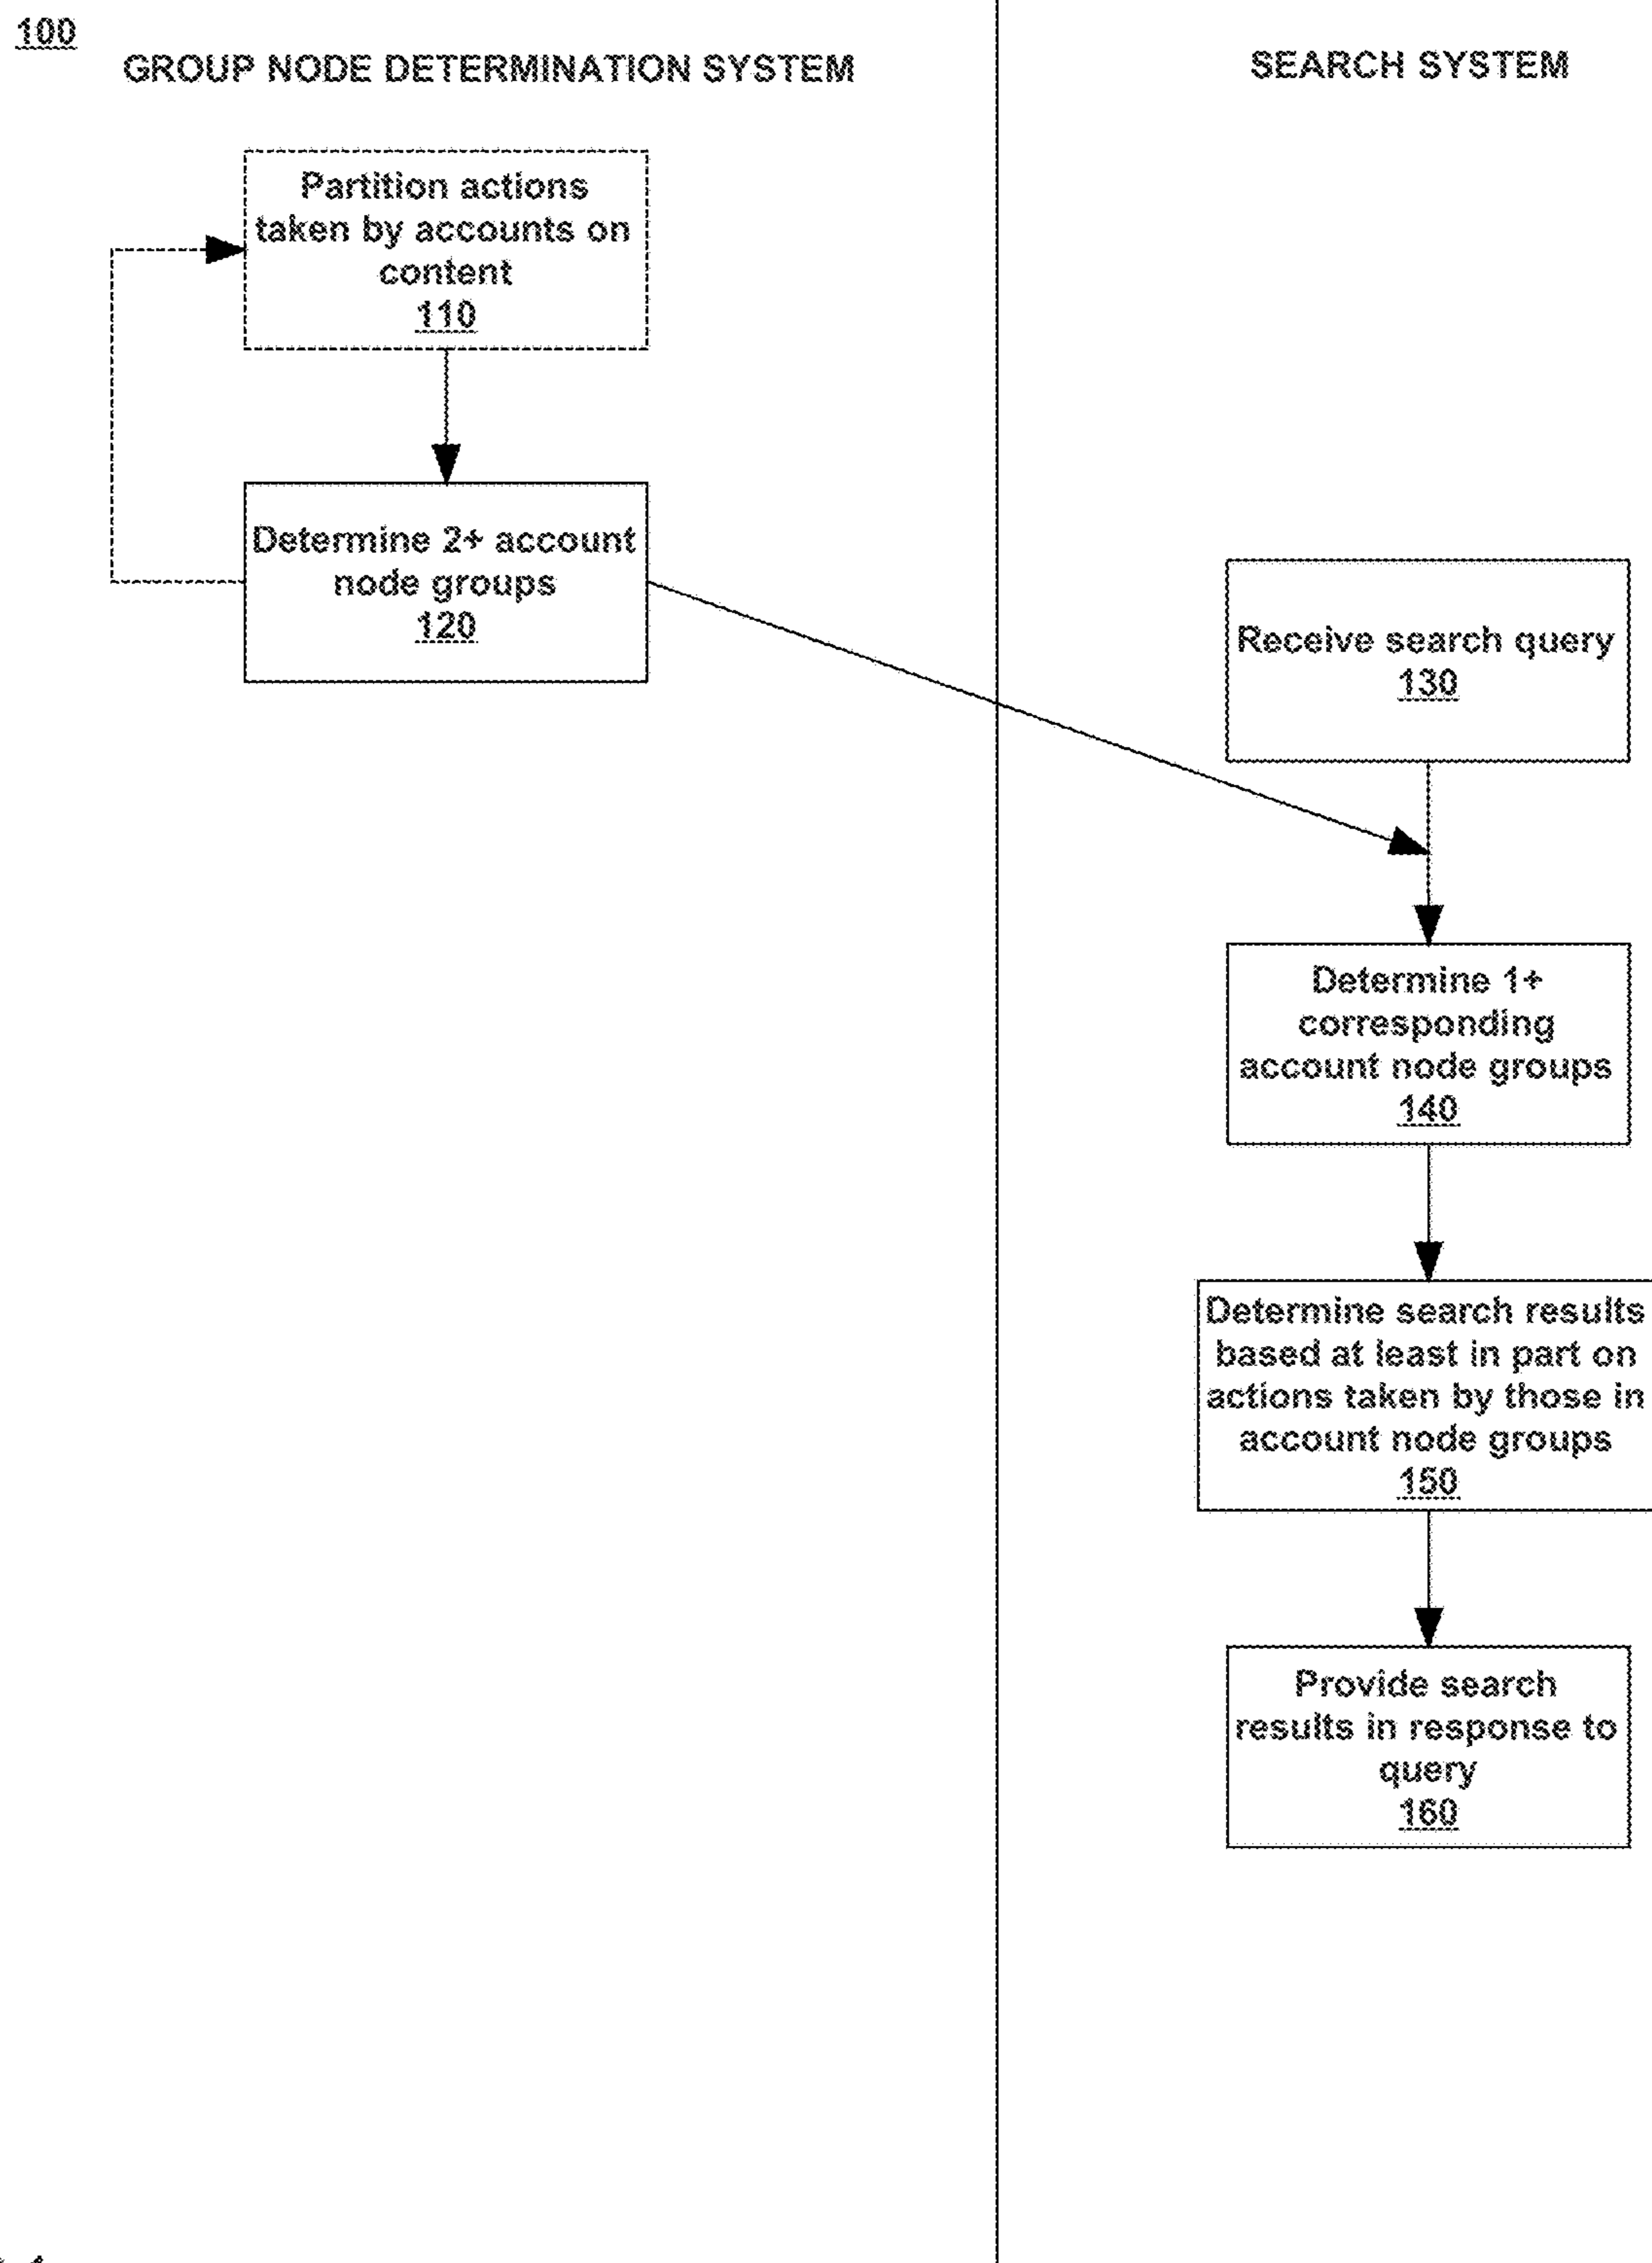 100
GROUP NODE DETERMINATION SYSTEM
Partition actions
taken by accounts on
content
110
Determine 2+ account
node groups
120
SEARCH SYSTEM
Receive search query
130
Determine 1+
corresponding
account node groups
140
Determine search results
based at least in part on
actions taken by those in
account node groups
150
Provide search
results in response to
query
160